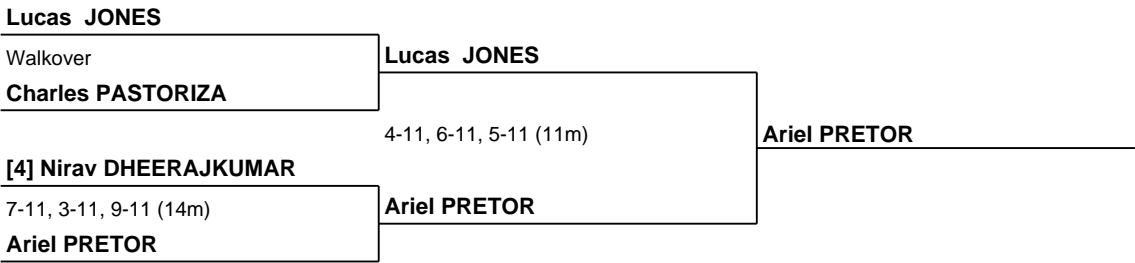 Lucas JONES
Walkover
Lucas JONES
Charles PASTORIZA
4-11, 6-11, 5-11 (11m)
Ariel PRETOR
[4] Nirav DHEERAJKUMAR
7-11, 3-11, 9-11 (14m)
Ariel PRETOR
Ariel PRETOR